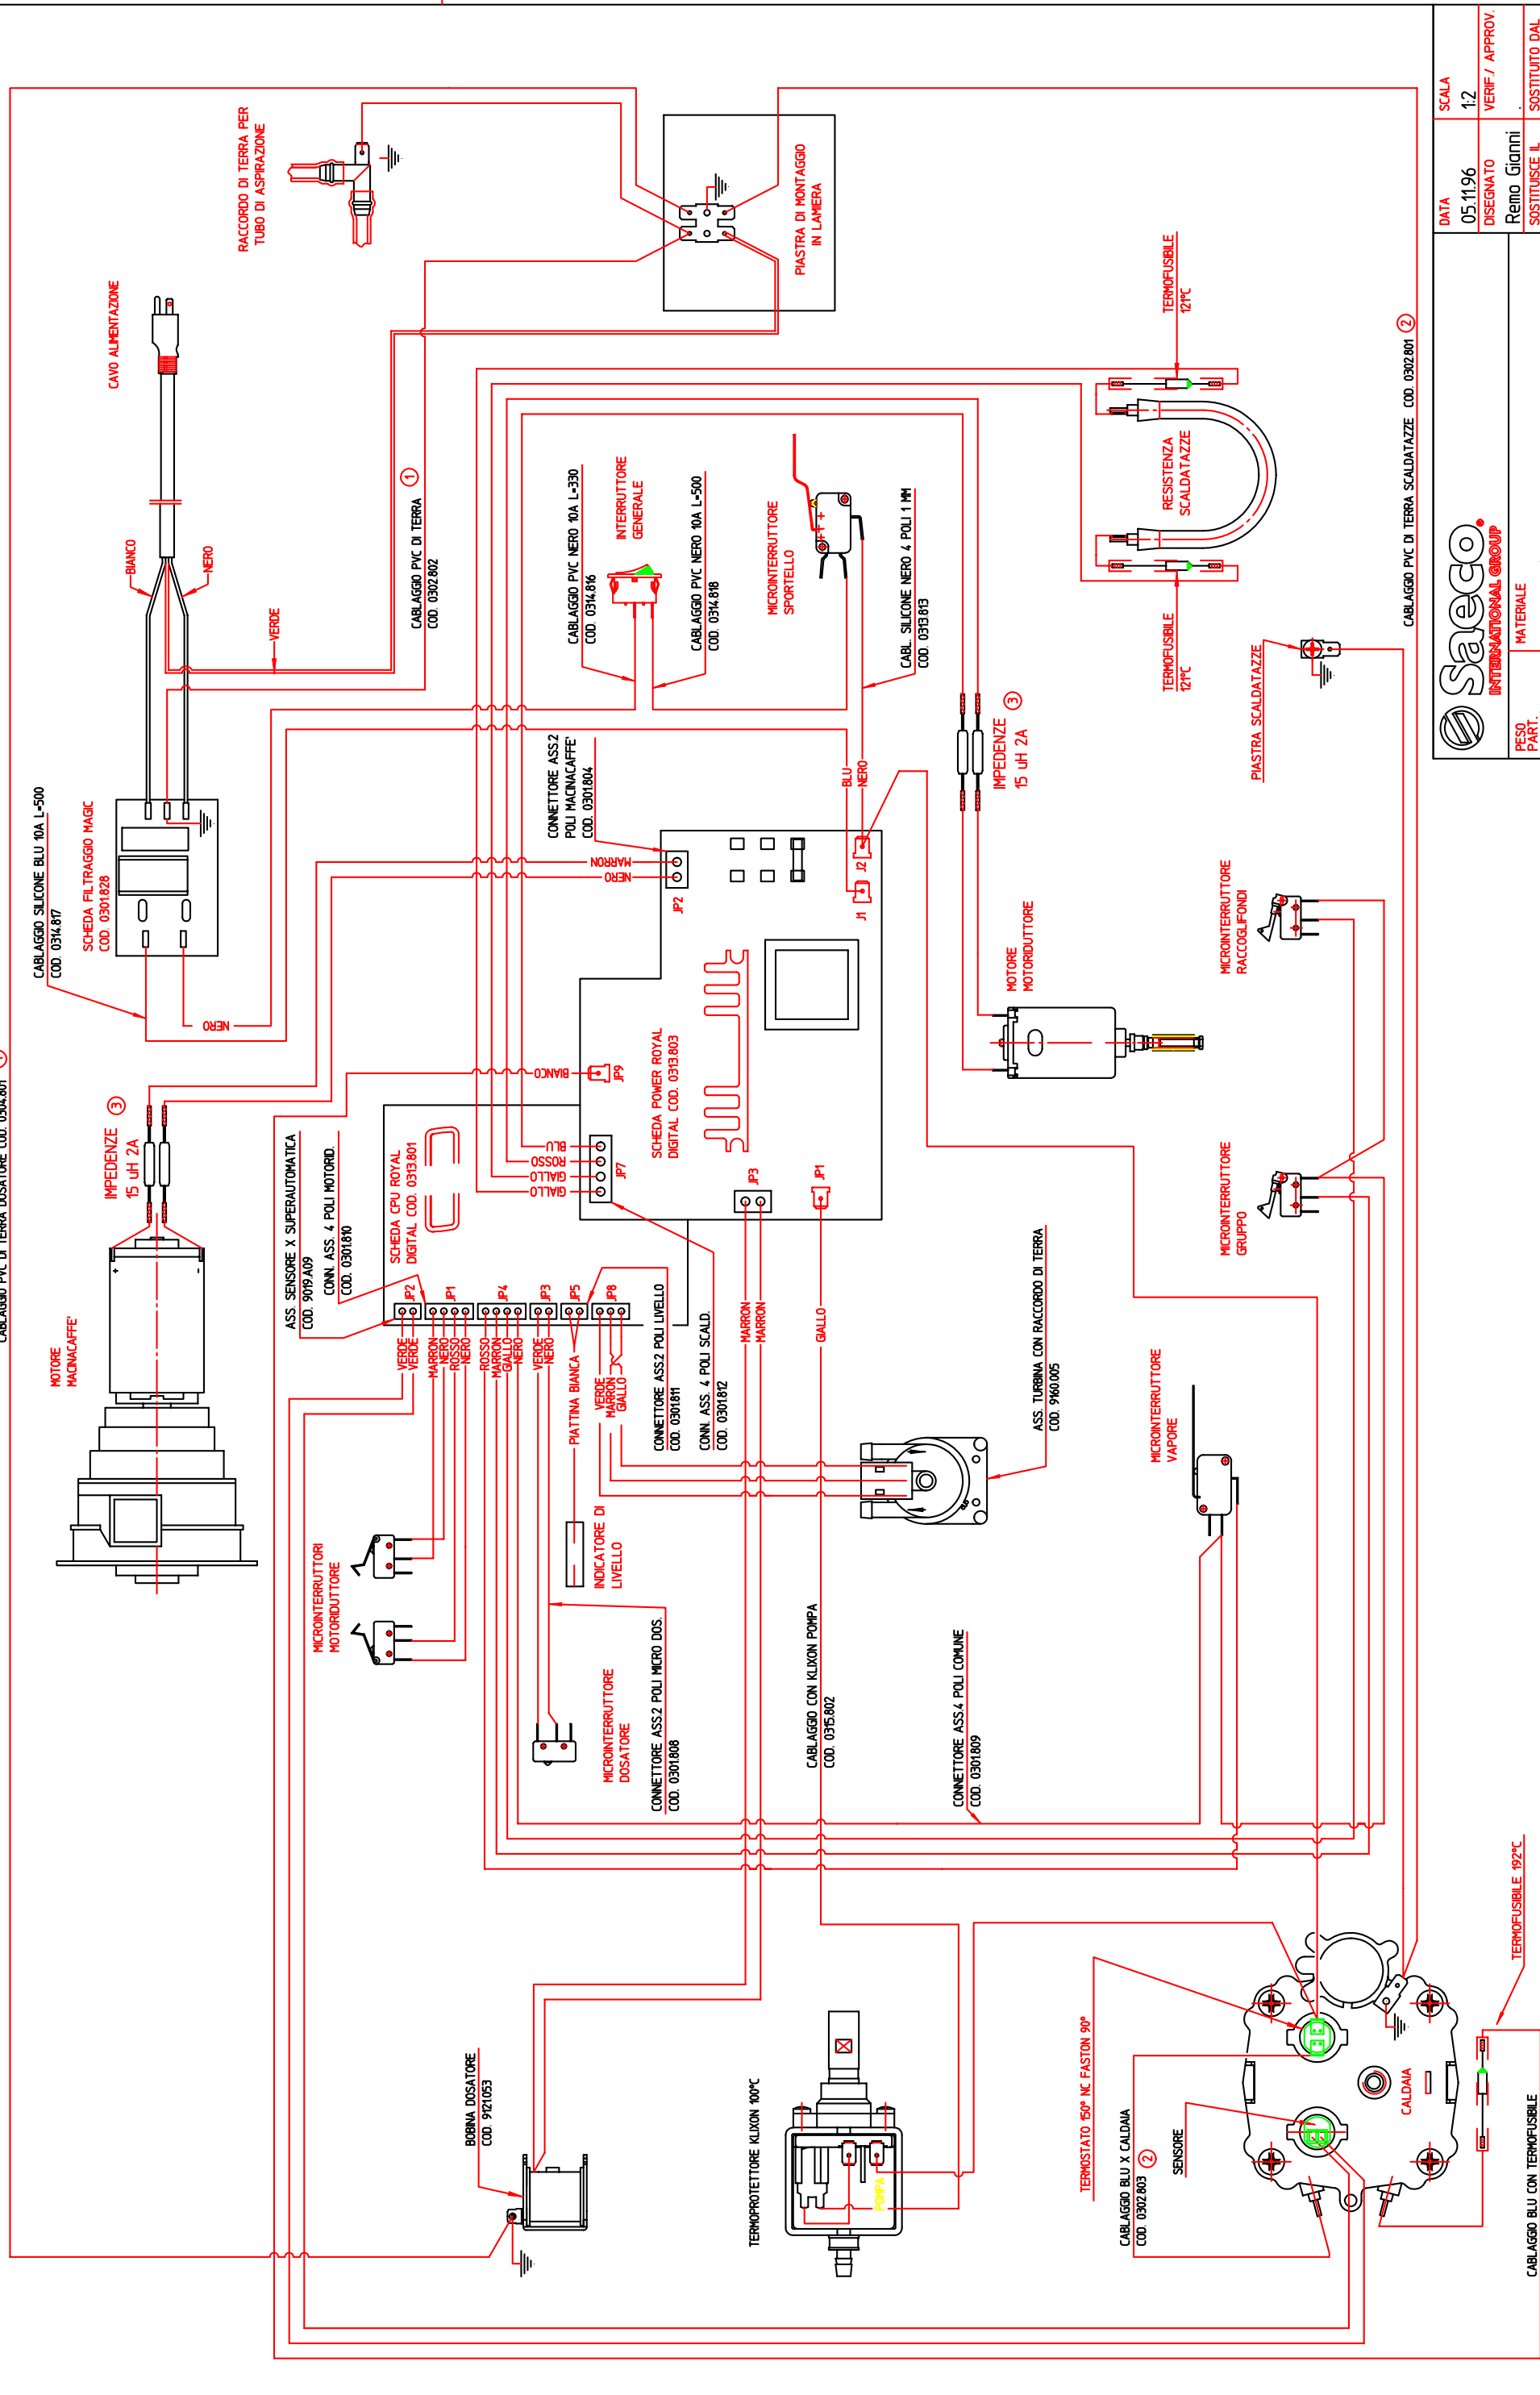 RACCORDO DI TERRA PER
TUBO DI ASPIRAZIONE
CAVO ALIMENTAZIONE
BIANCO
NERO
VERDE
CABLAGGIO PVC DI TERRA 1
COD. 0302.802
PIASTRA DI MONTAGGIO
IN LAMIERA
CABLAGGIO SILICONE BLU 10A L=500
COD. 0314.817
SCHEDA FILTRAGGIO MAGIC
COD. 0301.828
NERO
CABLAGGIO PVC NERO 10A L=330
COD. 0314.816
INTERRUTTORE
GENERALE
CABLAGGIO PVC NERO 10A L=500
COD. 0314.818
MICROINTERRUTTORE
SPORTELLO
CABL. SILICONE NERO 4 POLI 1 MM
COD. 0313.813
TERMOFUSIBILE
121°C
RESISTENZA
SCALDATAZZE
TERMOFUSIBILE
121°C
PIASTRA SCALDATAZZE
CABLAGGIO PVC DI TERRA SCALDATAZZE COD. 0302.801 2
IMPEDENZE 3
15 uH 2A
CONNETTORE ASS.2
POLI MACINACAFFE'
COD. 0301.804
MARRON
NERO
JP2
BLU
NERO
J2
J1
CABLAGGIO PVC DI TERRA DOSATORE COD. 0304.801
MOTORE
MACINACAFFE'
+
-
IMPEDENZE 3
15 uH 2A
ASS. SENSORE X SUPERAUTOMATICA
COD. 9019.A09
CONN. ASS. 4 POLI MOTORID.
COD. 0301.810
SCHEDA CPU ROYAL
DIGITAL COD. 0313.801
BIANCO
JP9
BLU
ROSSO
GIALLO
GIALLO
JP7
SCHEDA POWER ROYAL
DIGITAL COD. 0313.803
JP3
JP1
MOTORE
MOTORIDUTTORE
MICROINTERRUTTORE
RACCOGLIFONDI
MICROINTERRUTTORE
GRUPPO
JP2
JP1
JP4
JP3
JP5
JP8
VERDE
VERDE
MARRON
NERO
ROSSO
NERO
ROSSO
MARRON
GIALLO
NERO
VERDE
NERO
PIATTINA BIANCA
VERDE
MARRON
GIALLO
CONNETTORE ASS.2 POLI LIVELLO
COD. 0301.811
CONN. ASS. 4 POLI SCALD.
COD. 0301.812
MARRON
MARRON
GIALLO
ASS. TURBINA CON RACCORDO DI TERRA
COD. 9160.005
MICROINTERRUTTORE
VAPORE
MICROINTERRUTTORI
MOTORIDUTTORE
INDICATORE DI
LIVELLO
MICROINTERRUTTORE
DOSATORE
CONNETTORE ASS.2 POLI MICRO DOS.
COD. 0301.808
CABLAGGIO CON KLIXON POMPA
COD. 0315.802
CONNETTORE ASS.4 POLI COMUNE
COD. 0301.809
BOBINA DOSATORE
COD. 9121.053
TERMOPROTETTORE KLIXON 100°C
POMPA
TERMOSTATO 150° NC FASTON 90°
CABLAGGIO BLU X CALDAIA
COD. 0302.803 2
SENSORE
CALDAIA
TERMOFUSIBILE 192°C
CABLAGGIO BLU CON TERMOFUSIBILE
Saeco
INTERNATIONAL GROUP
PESO
PART.
MATERIALE
DATA
05.11.96
SCALA
1:2
DISEGNATO
Remo Gianni
VERIF./ APPROV.
.
SOSTITUISCE IL
SOSTITUITO DAL